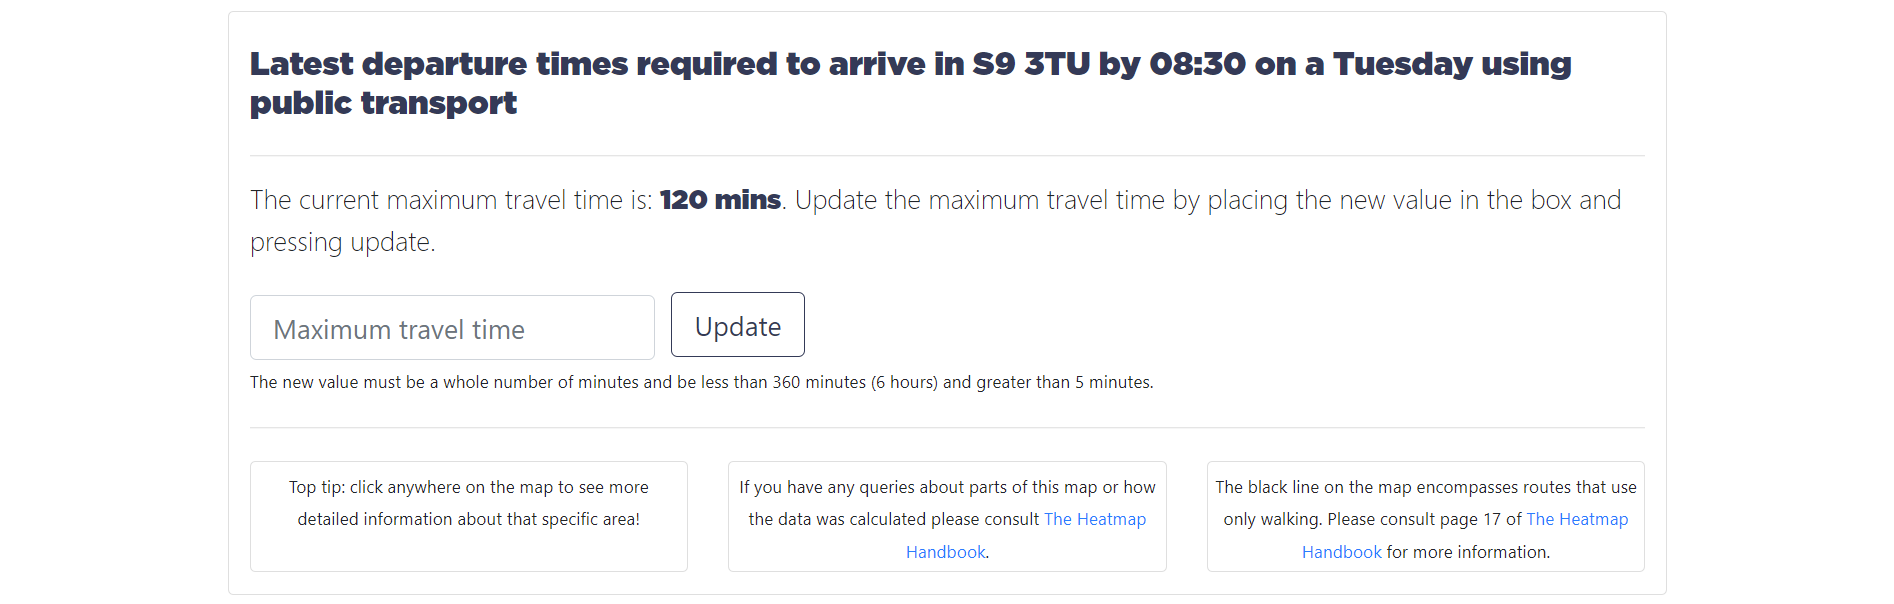 Latest departure times required to arrive in S9 3TU by 08:30 on a Tuesday using
public transport
The current maximum travel time is: 120 mins. Update the maximum travel time by placing the new value in the box and
pressing update.
Maximum travel time
Update
The new value must be a whole number of minutes and be less than 360 minutes (6 hours) and greater than 5 minutes.
Top tip: click anywhere on the map to see more
detailed information about that specific area!
If you have any queries about parts of this map or how
the data was calculated please consult The Heatmap
Handbook.
The black line on the map encompasses routes that use
only walking. Please consult page 17 of The Heatmap
Handbook for more information.